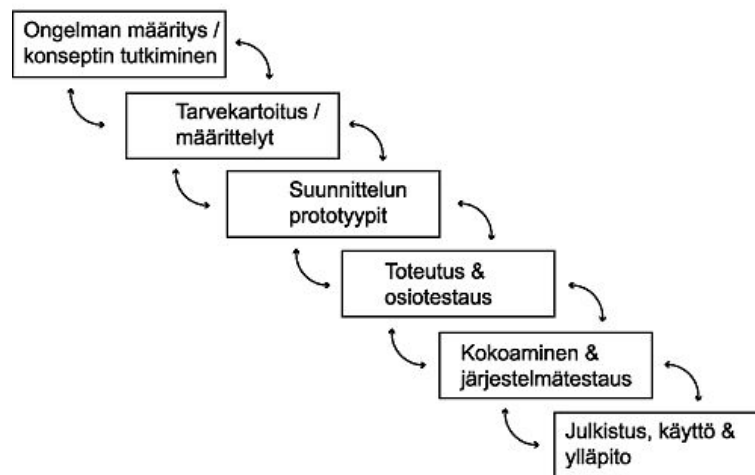 Ongelman määritys /
konseptin tutkiminen
Tarvekartoitus /
määrittelyt
Suunnittelun
prototyypit
Toteutus &
osiotestaus
Kokoaminen &
järjestelmätestaus
Julkistus, käyttö &
ylläpito